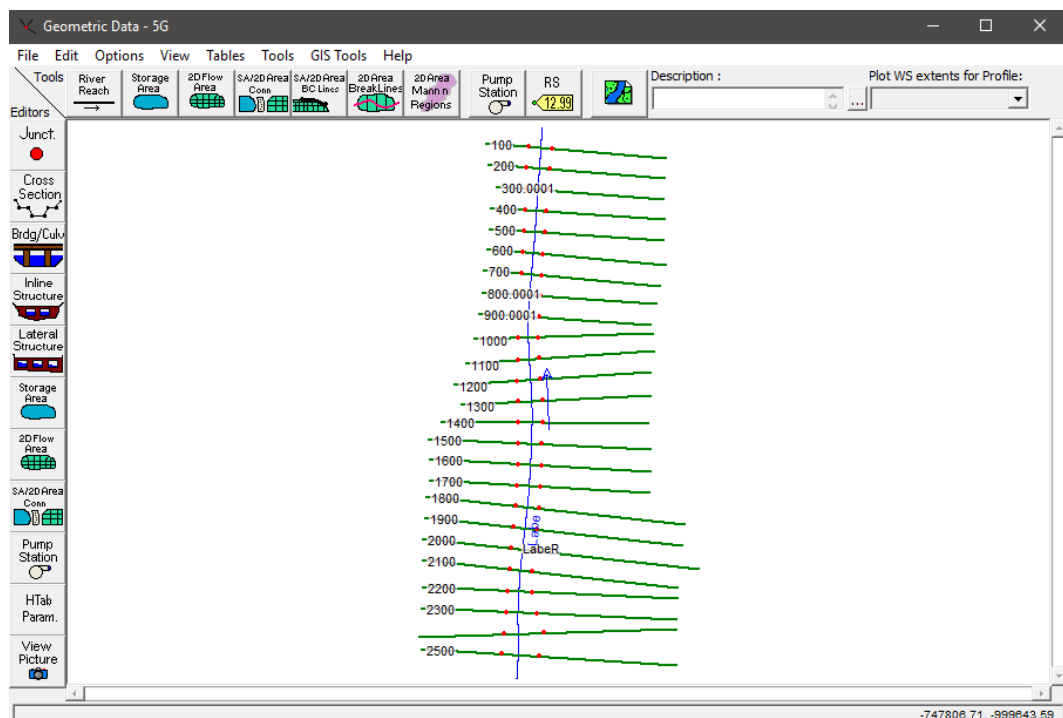 Geometric Data - 5G
File Edit Options View Tables Tools GIS Tools Help
Tools
Editors
River
Reach
Storage
Area
2D Flow
Area
SA/2D Area
Conn
SA/2D Area
BC Lines
2D Area
BreakLines
2D Area
Mann n
Regions
Pump
Station
RS
12.99
Description :
...
Plot WS extents for Profile:
Junct.
Cross
Section
Brdg/Culv
Inline
Structure
Lateral
Structure
Storage
Area
2D Flow
Area
SA/2D Area
Conn
Pump
Station
HTab
Param.
View
Picture
-100
-200
-300.0001
-400
-500
-600
-700
-800.0001
-900.0001
-1000
-1100
-1200
-1300
-1400
-1500
-1600
-1700
-1800
-1900
Labe
-2000
LabeR
-2100
-2200
-2300
-2500
-747806.71, -999643.59